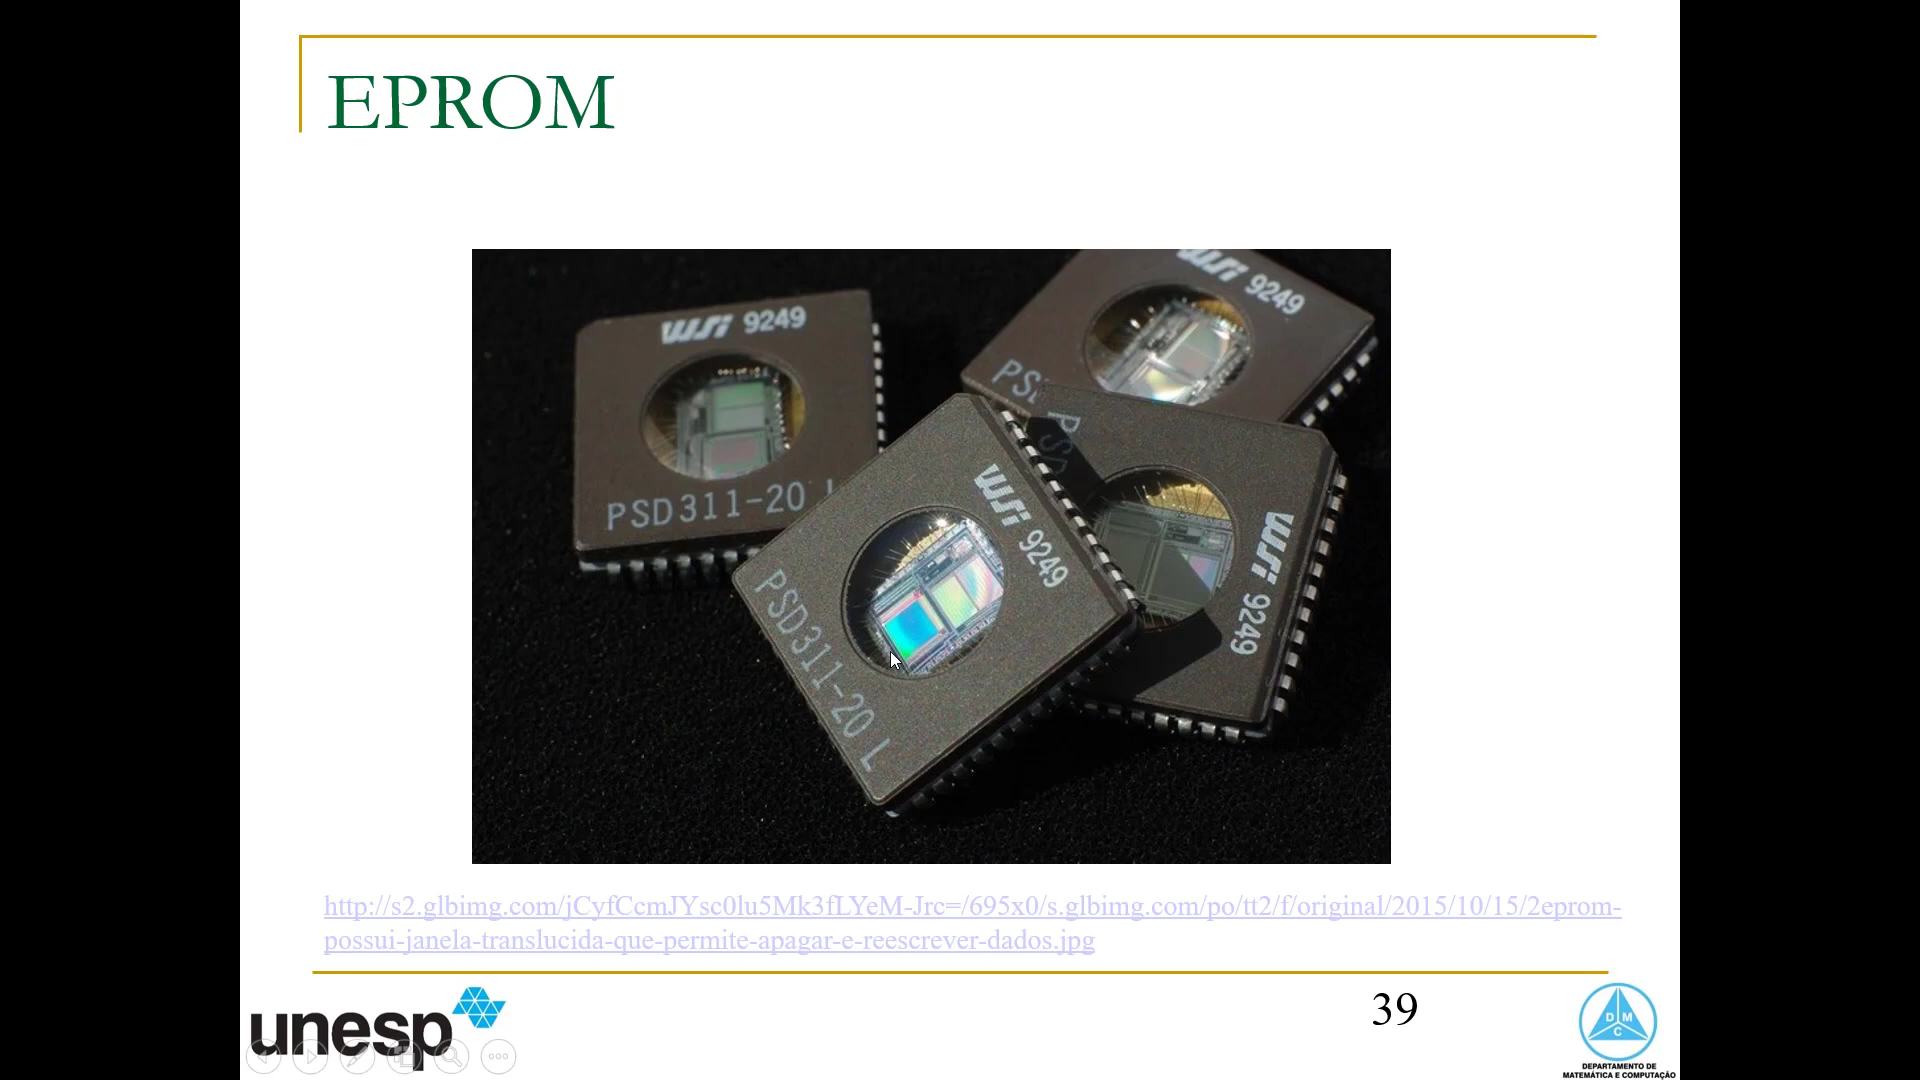 EPROM
WSi 9249
PSD311-20 L
WSi 9249
PSD311-20 L
WSi 9249
PSD
WSi 9249
http://s2.glbimg.com/jCyfCcmJYsc0lu5Mk3fLYeM-Jrc=/695x0/s.glbimg.com/po/tt2/f/original/2015/10/15/2eprom-
possui-janela-translucida-que-permite-apagar-e-reescrever-dados.jpg
unesp
39
D M
C
DEPARTAMENTO DE
MATEMÁTICA E COMPUTAÇÃO